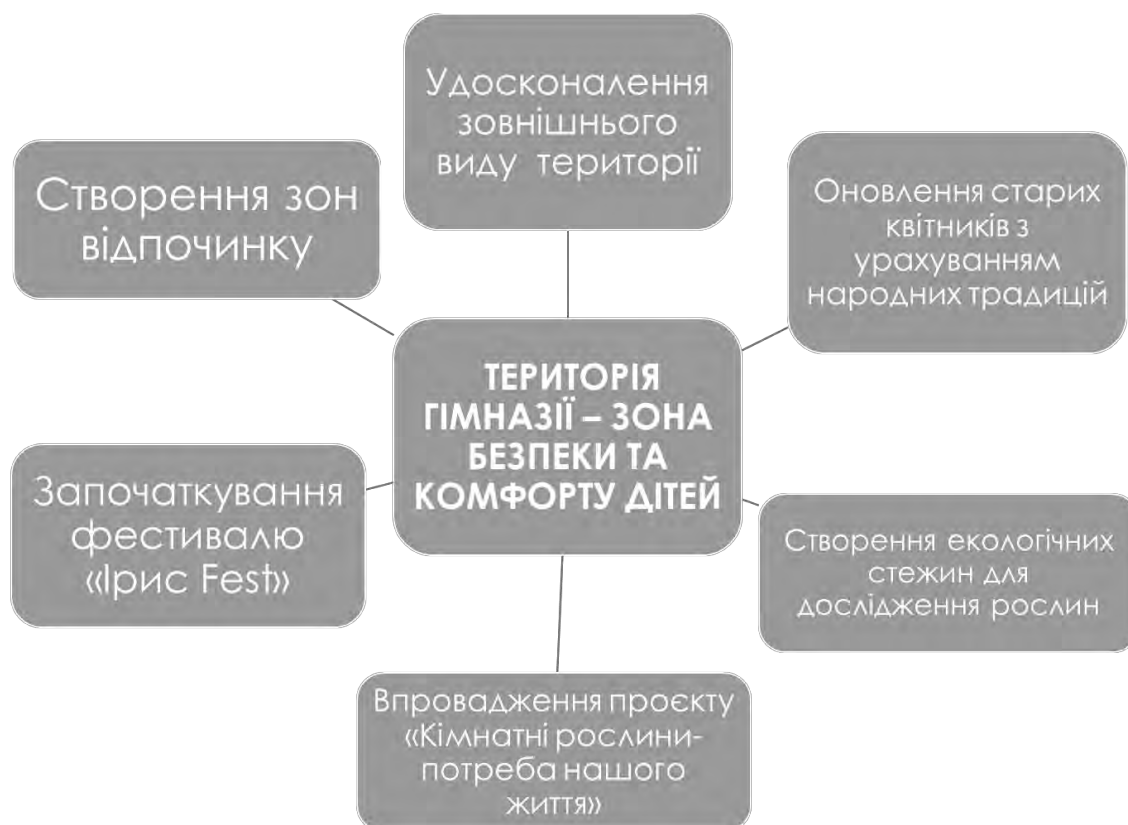 Удосконалення
зовнішнього
виду території
Створення зон
відпочинку
Оновлення старих
квітників з
урахуванням
народних традицій
ТЕРИТОРІЯ
ГІМНАЗІЇ – ЗОНА
БЕЗПЕКИ ТА
КОМФОРТУ ДІТЕЙ
Започаткування
фестивалю
«Ірис Fest»
Створення екологічних
стежин для
дослідження рослин
Впровадження проєкту
«Кімнатні рослини-
потреба нашого
життя»